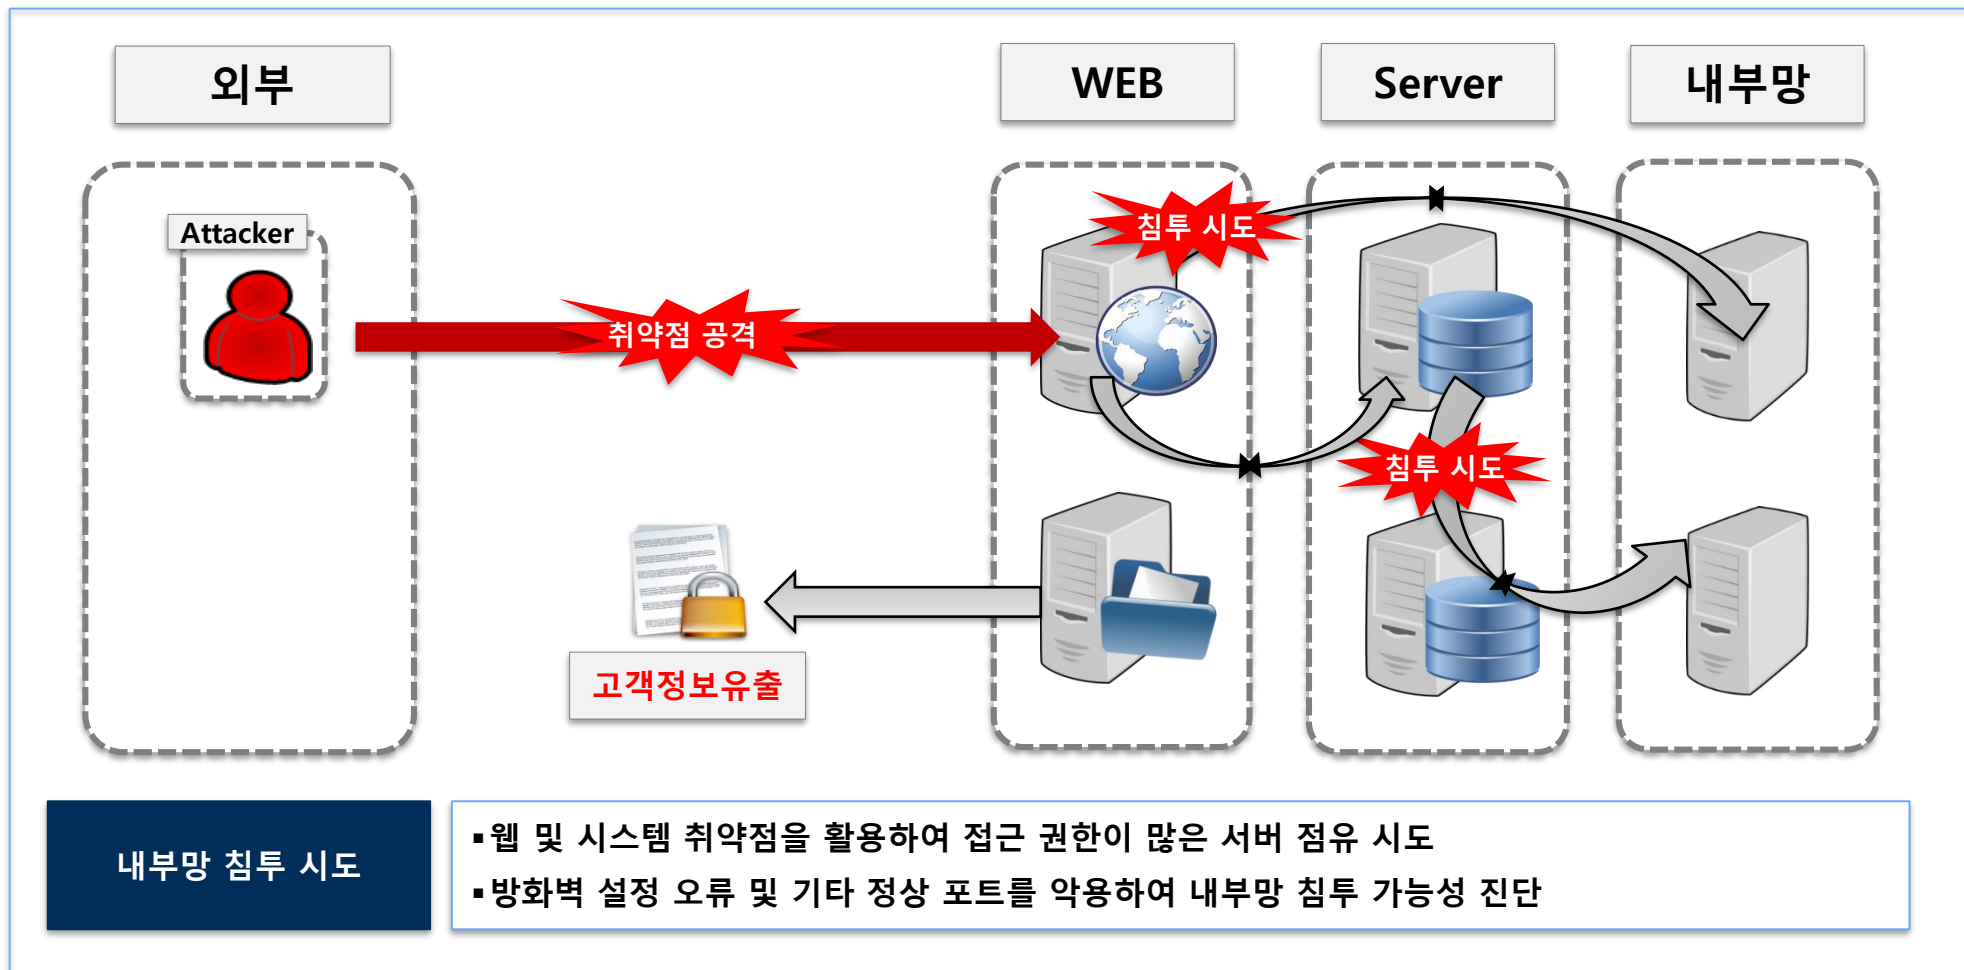 외부
WEB
Server
내부망
Attacker
침투 시도
취약점 공격
침투 시도
고객정보유출
내부망 침투 시도
▪웹 및 시스템 취약점을 활용하여 접근 권한이 많은 서버 점유 시도
▪방화벽 설정 오류 및 기타 정상 포트를 악용하여 내부망 침투 가능성 진단